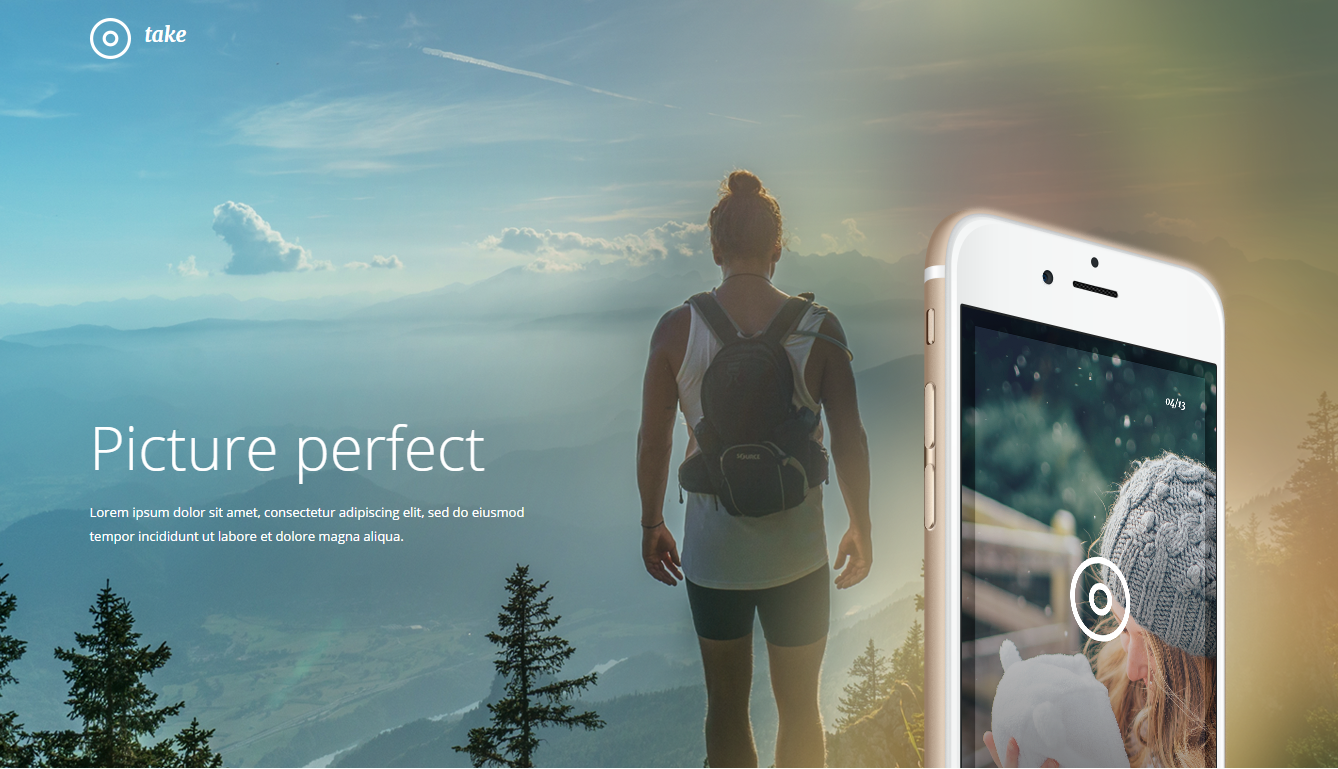 take
04/13
Picture perfect
Lorem ipsum dolor sit amet, consectetur adipiscing elit, sed do eiusmod
tempor incididunt ut labore et dolore magna aliqua.